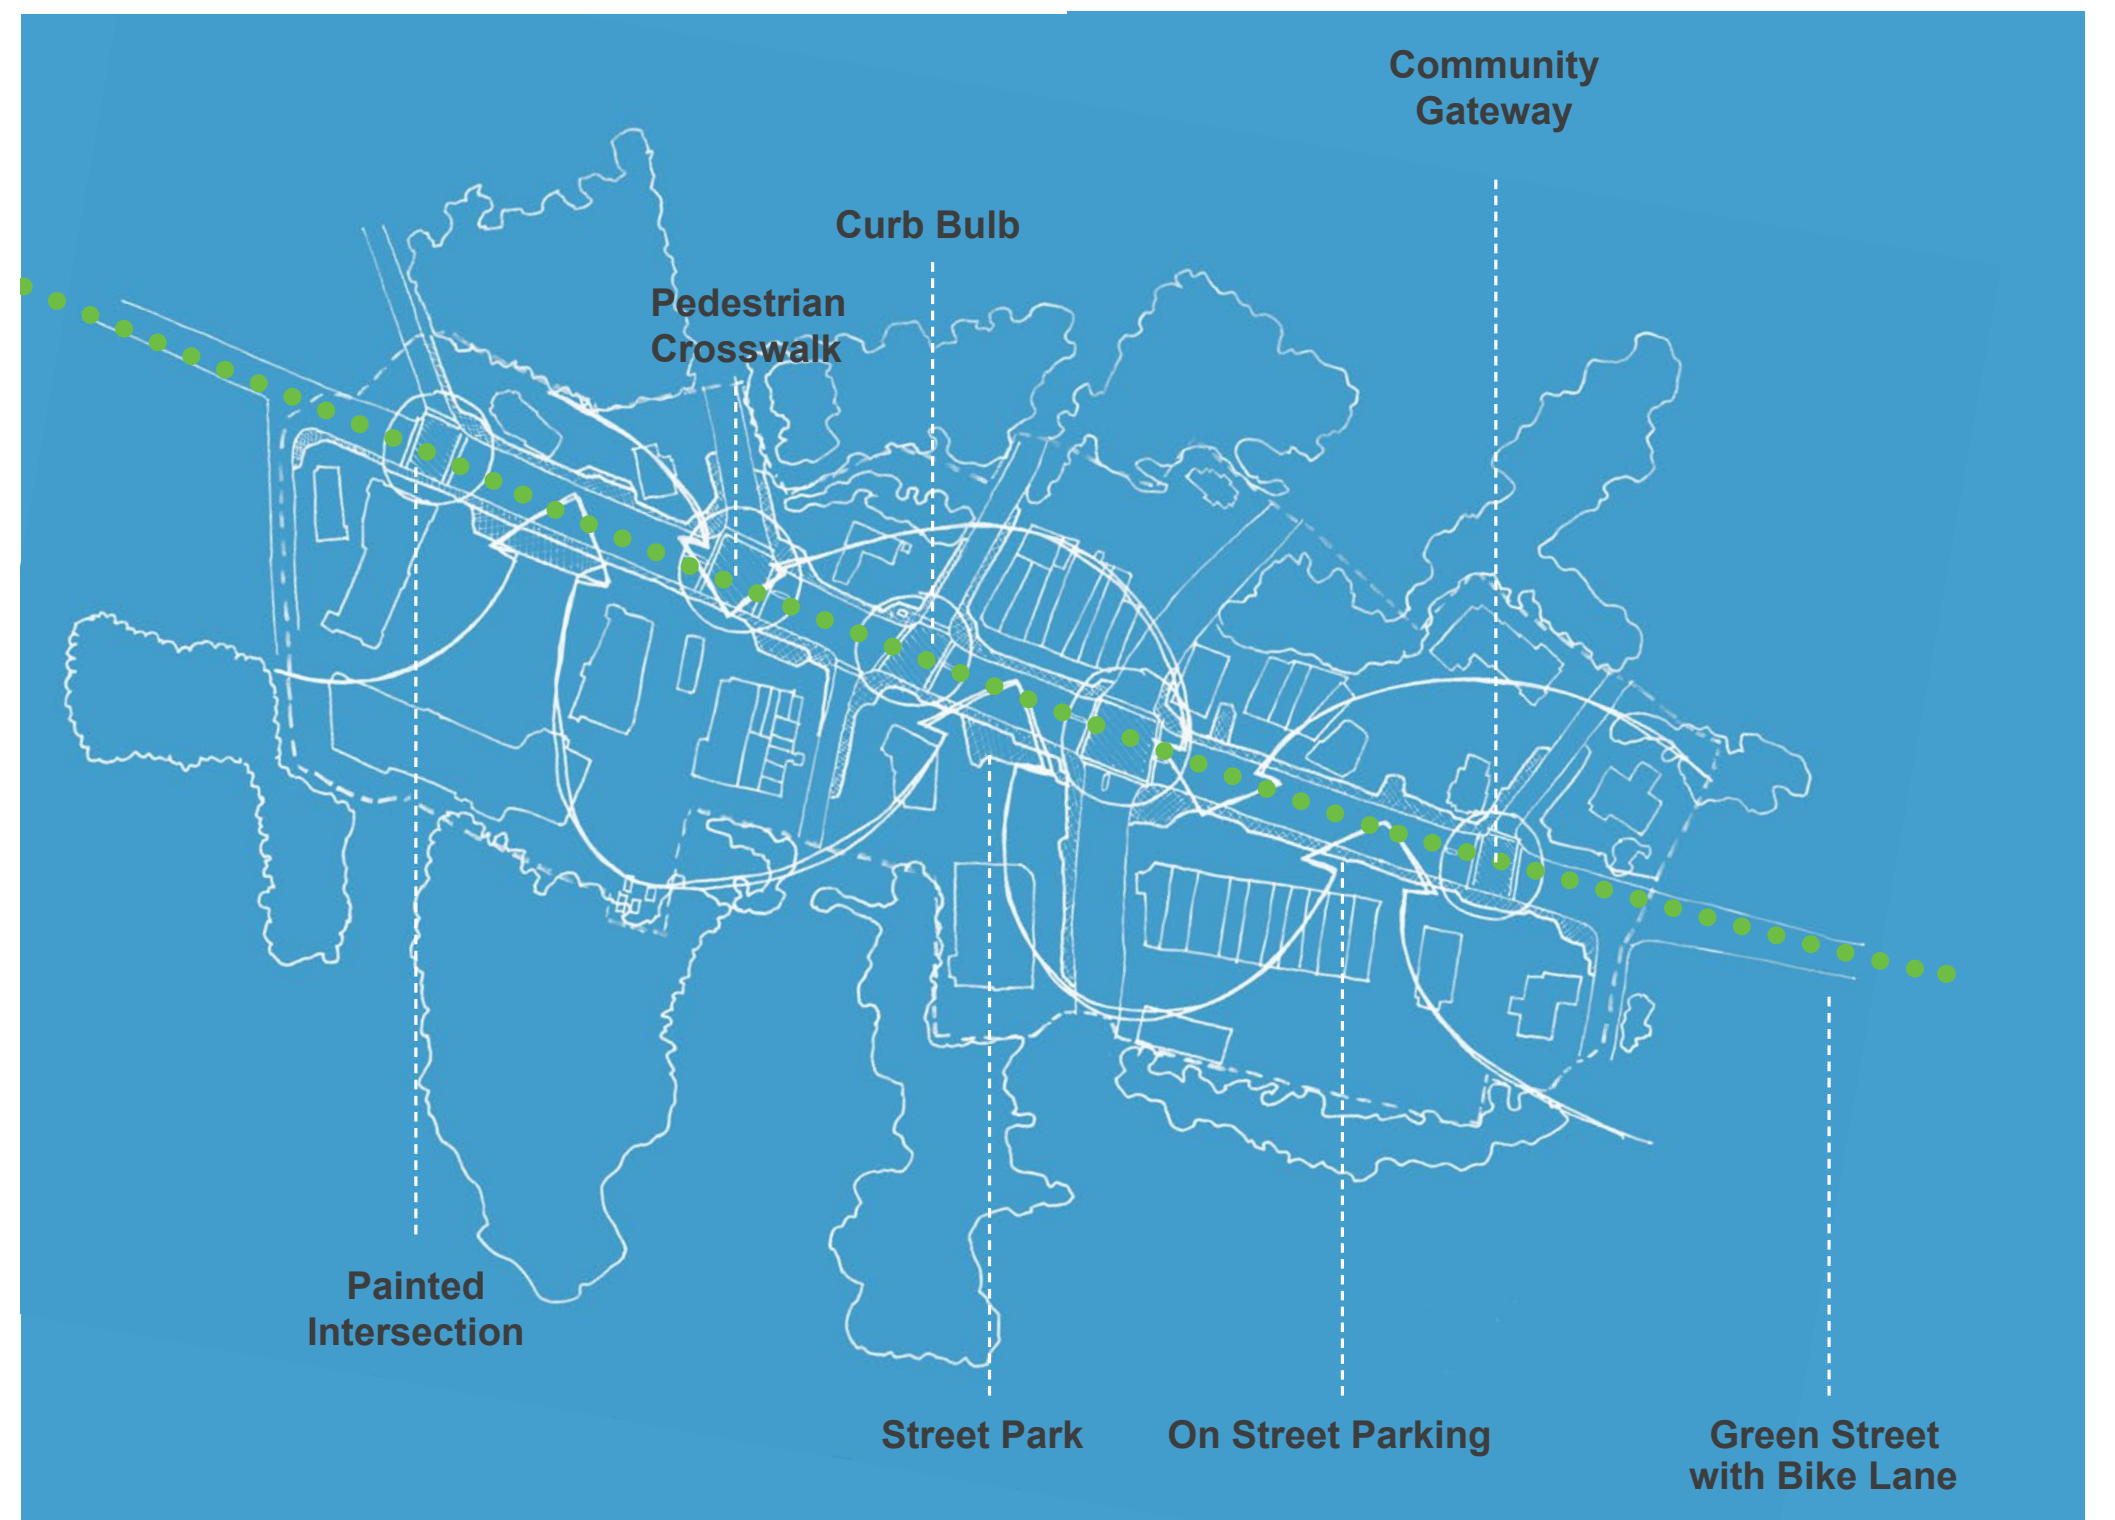 Community
Gateway
Curb Bulb
Pedestrian
Crosswalk
Painted
Intersection
Street Park
On Street Parking
Green Street
with Bike Lane